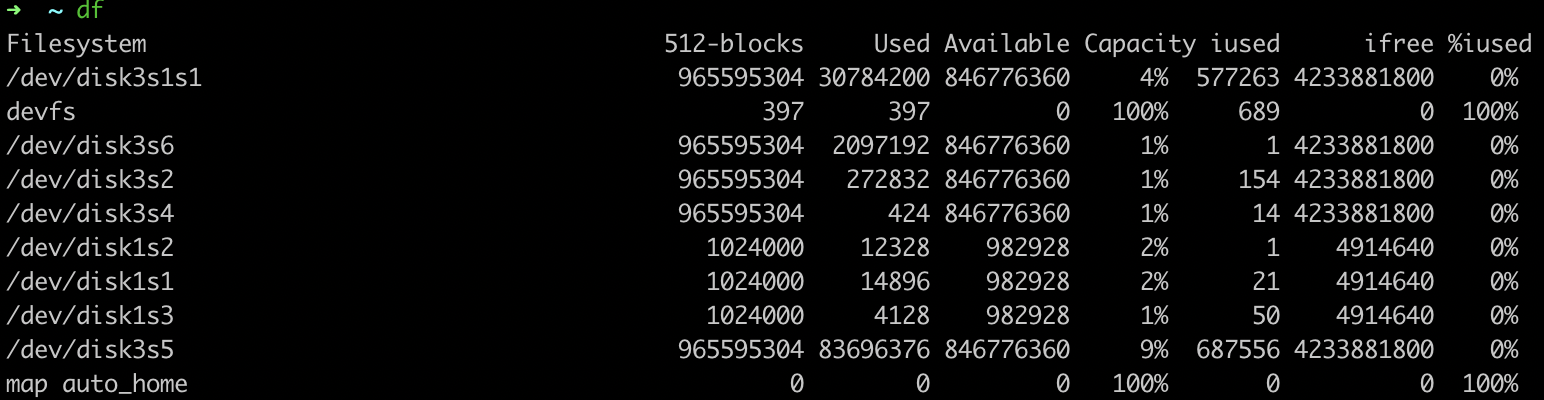 ➜ ~ df
Filesystem 512-blocks Used Available Capacity iused ifree %iused
/dev/disk3s1s1 965595304 30784200 846776360 4% 577263 4233881800 0%
devfs 397 397 0 100% 689 0 100%
/dev/disk3s6 965595304 2097192 846776360 1% 1 4233881800 0%
/dev/disk3s2 965595304 272832 846776360 1% 154 4233881800 0%
/dev/disk3s4 965595304 424 846776360 1% 14 4233881800 0%
/dev/disk1s2 1024000 12328 982928 2% 1 4914640 0%
/dev/disk1s1 1024000 14896 982928 2% 21 4914640 0%
/dev/disk1s3 1024000 4128 982928 1% 50 4914640 0%
/dev/disk3s5 965595304 83696376 846776360 9% 687556 4233881800 0%
map auto_home 0 0 0 100% 0 0 100%